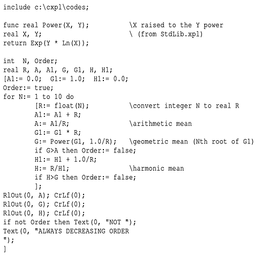 include c:\cxpl\codes;
func real Power(X, Y); \X raised to the Y power
real X, Y; \ (from StdLib.xpl)
return Exp(Y * Ln(X));
int N, Order;
real R, A, A1, G, G1, H, H1;
[A1:= 0.0; G1:= 1.0; H1:= 0.0;
Order:= true;
for N:= 1 to 10 do
[R:= float(N); \convert integer N to real R
A1:= A1 + R;
A:= A1/R; \arithmetic mean
G1:= G1 * R;
G:= Power(G1, 1.0/R); \geometric mean (Nth root of G1)
if G>A then Order:= false;
H1:= H1 + 1.0/R;
H:= R/H1; \harmonic mean
if H>G then Order:= false;
];
RlOut(0, A); CrLf(0);
RlOut(0, G); CrLf(0);
RlOut(0, H); CrLf(0);
if not Order then Text(0, "NOT ");
Text(0, "ALWAYS DECREASING ORDER
");
]